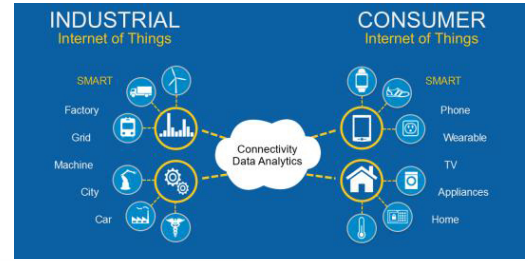 INDUSTRIAL
Internet of Things
SMART
Factory
Grid
Machine
City
Car
Connectivity
Data Analytics
CONSUMER
Internet of Things
SMART
Phone
Wearable
TV
Appliances
Home